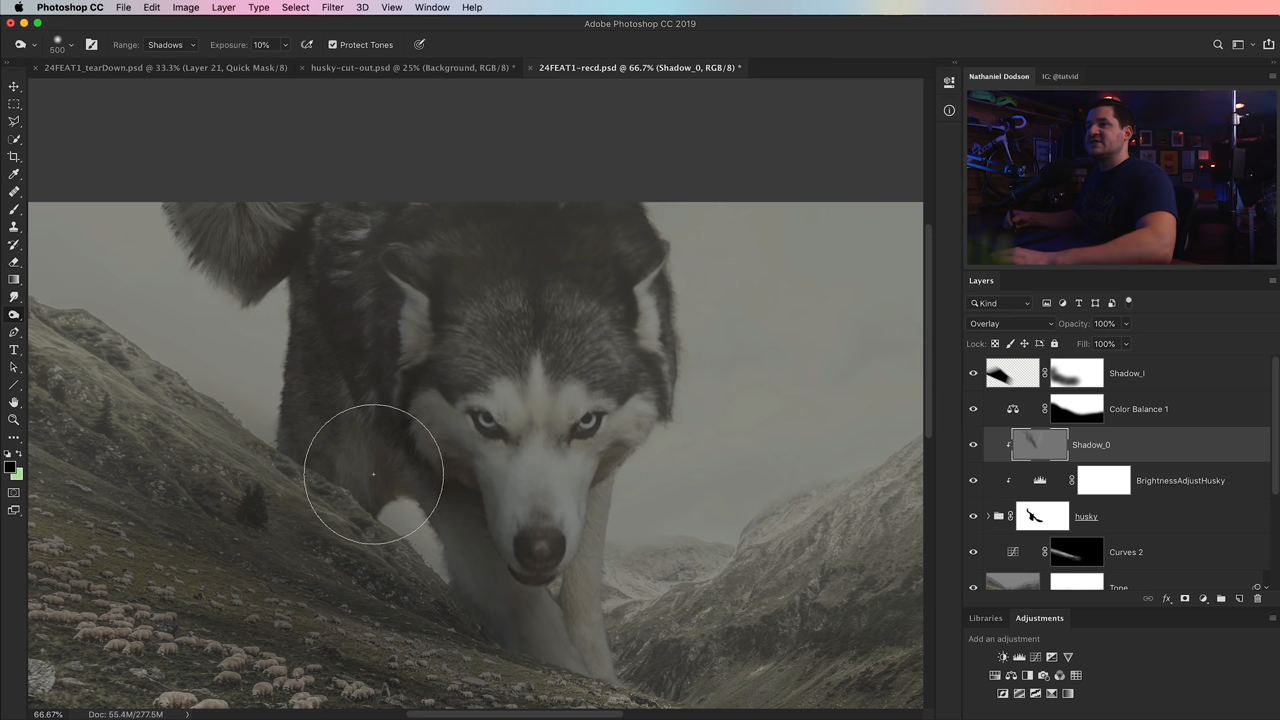 Photoshop CC File Edit Image Layer Type Select Filter 3D View Window Help
Adobe Photoshop CC 2019
500 Range: Shadows Exposure: 10% Protect Tones
24FEAT1_tearDown.psd @ 33.3% (Layer 21, Quick Mask/8) husky-cut-out.psd @ 25% (Background, RGB/8) * 24FEAT1-recd.psd @ 66.7% (Shadow_0, RGB/8) *
Nathaniel Dodson IG: @tutvid
Layers
Kind
Overlay Opacity: 100%
Lock: Fill: 100%
Shadow_I
Color Balance 1
Shadow_0
BrightnessAdjustHusky
husky
Curves 2
Tone
fx
Libraries Adjustments
Add an adjustment
66.67% Doc: 55.4M/277.5M